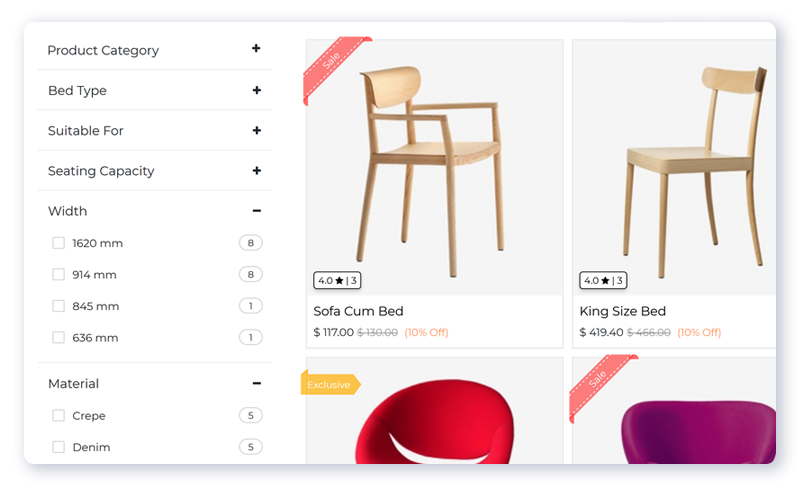 Product Category
Bed Type
Suitable For
Seating Capacity
Width
1620 mm 8
914 mm 8
845 mm 1
636 mm 1
Material
Crepe 5
Denim 5
Sale
4.0 ★ | 3
Sofa Cum Bed
$ 117.00 $ 130.00 (10% Off)
4.0 ★ | 3
King Size Bed
$ 419.40 $ 466.00 (10% Off)
Exclusive
Sale